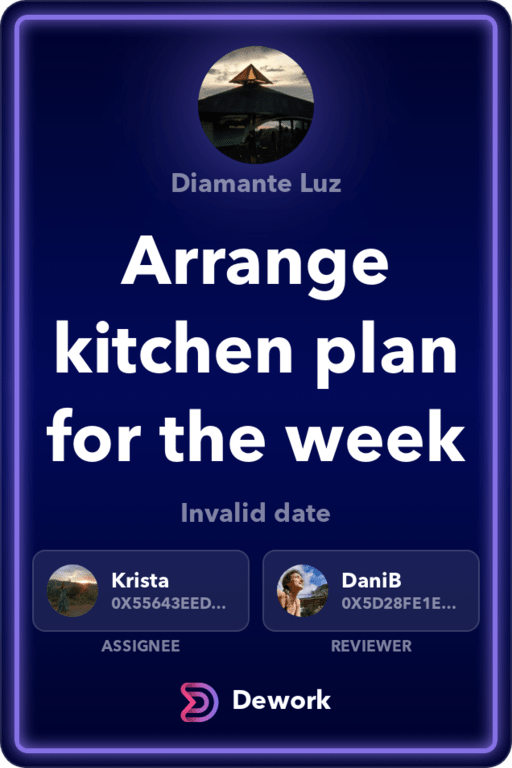 Diamante Luz
Arrange
kitchen plan
for the week
Invalid date
Krista
0X55643EED...
DaniB
0X5D28FE1E...
ASSIGNEE
REVIEWER
Dework